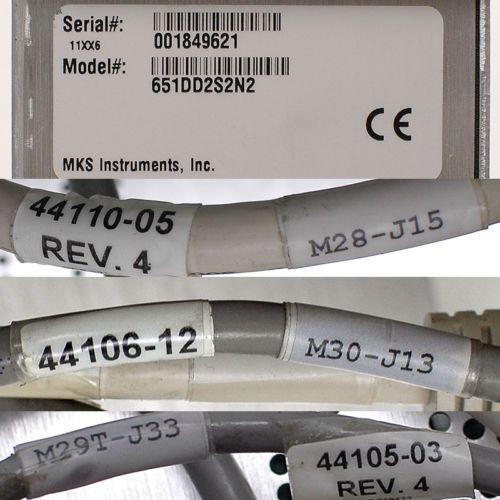 Serial#:
001849621
11XX6
Model#:
651DD2S2N2
CE
MKS Instruments, Inc.
44110-05
REV. 4
M28-J15
44106-12
M30-J13
M29T-J33
44105-03
REV. 4